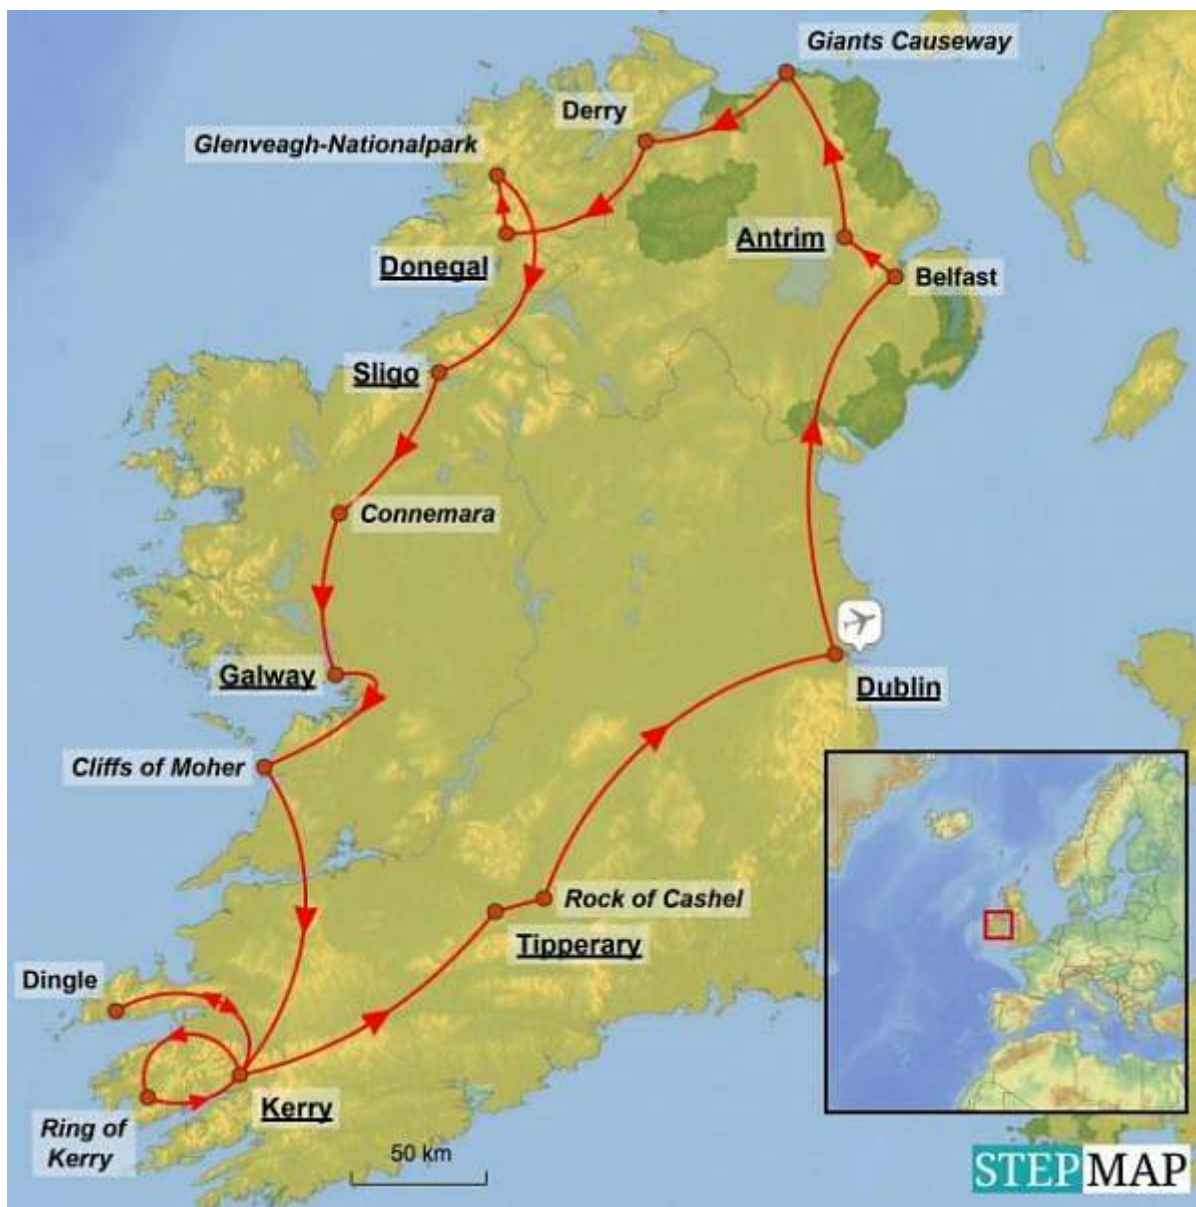 Giants Causeway
Derry
Glenveagh-Nationalpark
Antrim
Donegal
Belfast
Sligo
Connemara
Galway
Dublin
Cliffs of Moher
Rock of Cashel
Tipperary
Dingle
Kerry
Ring of
Kerry
50 km
STEPMAP